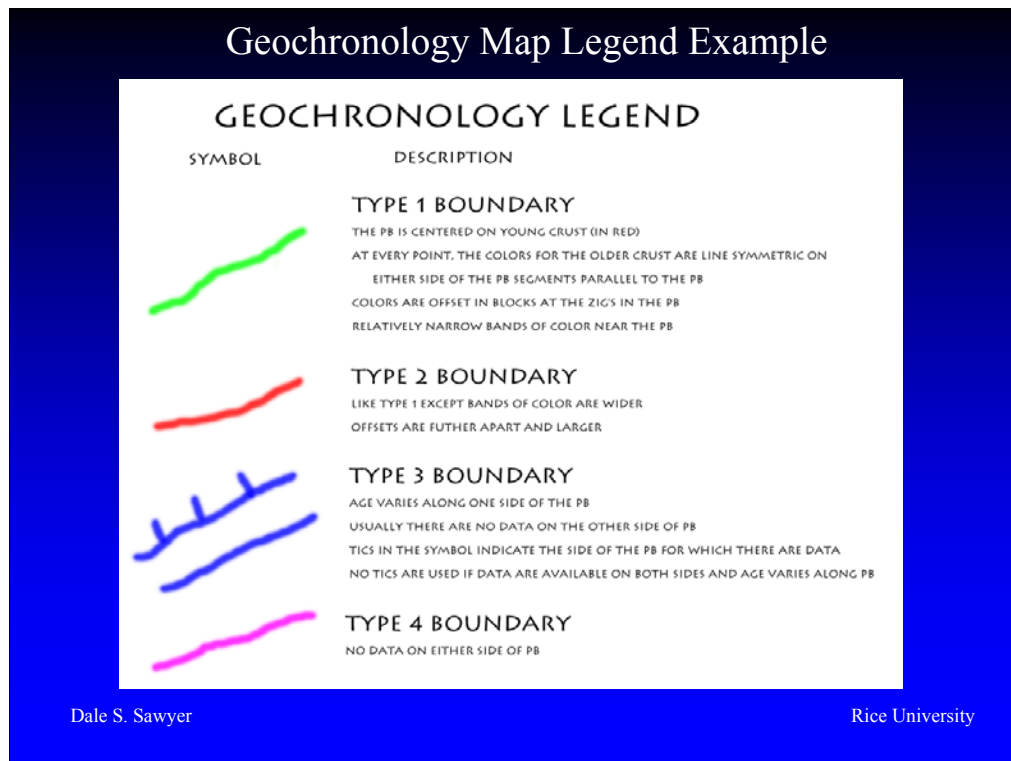 Geochronology Map Legend Example
GEOCHRONOLOGY LEGEND
SYMBOL DESCRIPTION
TYPE 1 BOUNDARY
THE PB IS CENTERED ON YOUNG CRUST (IN RED)
AT EVERY POINT, THE COLORS FOR THE OLDER CRUST ARE LINE SYMMETRIC ON
EITHER SIDE OF THE PB SEGMENTS PARALLEL TO THE PB
COLORS ARE OFFSET IN BLOCKS AT THE ZIG'S IN THE PB
RELATIVELY NARROW BANDS OF COLOR NEAR THE PB
TYPE 2 BOUNDARY
LIKE TYPE 1 EXCEPT BANDS OF COLOR ARE WIDER
OFFSETS ARE FUTHER APART AND LARGER
TYPE 3 BOUNDARY
AGE VARIES ALONG ONE SIDE OF THE PB
USUALLY THERE ARE NO DATA ON THE OTHER SIDE OF PB
TICS IN THE SYMBOL INDICATE THE SIDE OF THE PB FOR WHICH THERE ARE DATA
NO TICS ARE USED IF DATA ARE AVAILABLE ON BOTH SIDES AND AGE VARIES ALONG PB
TYPE 4 BOUNDARY
NO DATA ON EITHER SIDE OF PB
Dale S. Sawyer Rice University